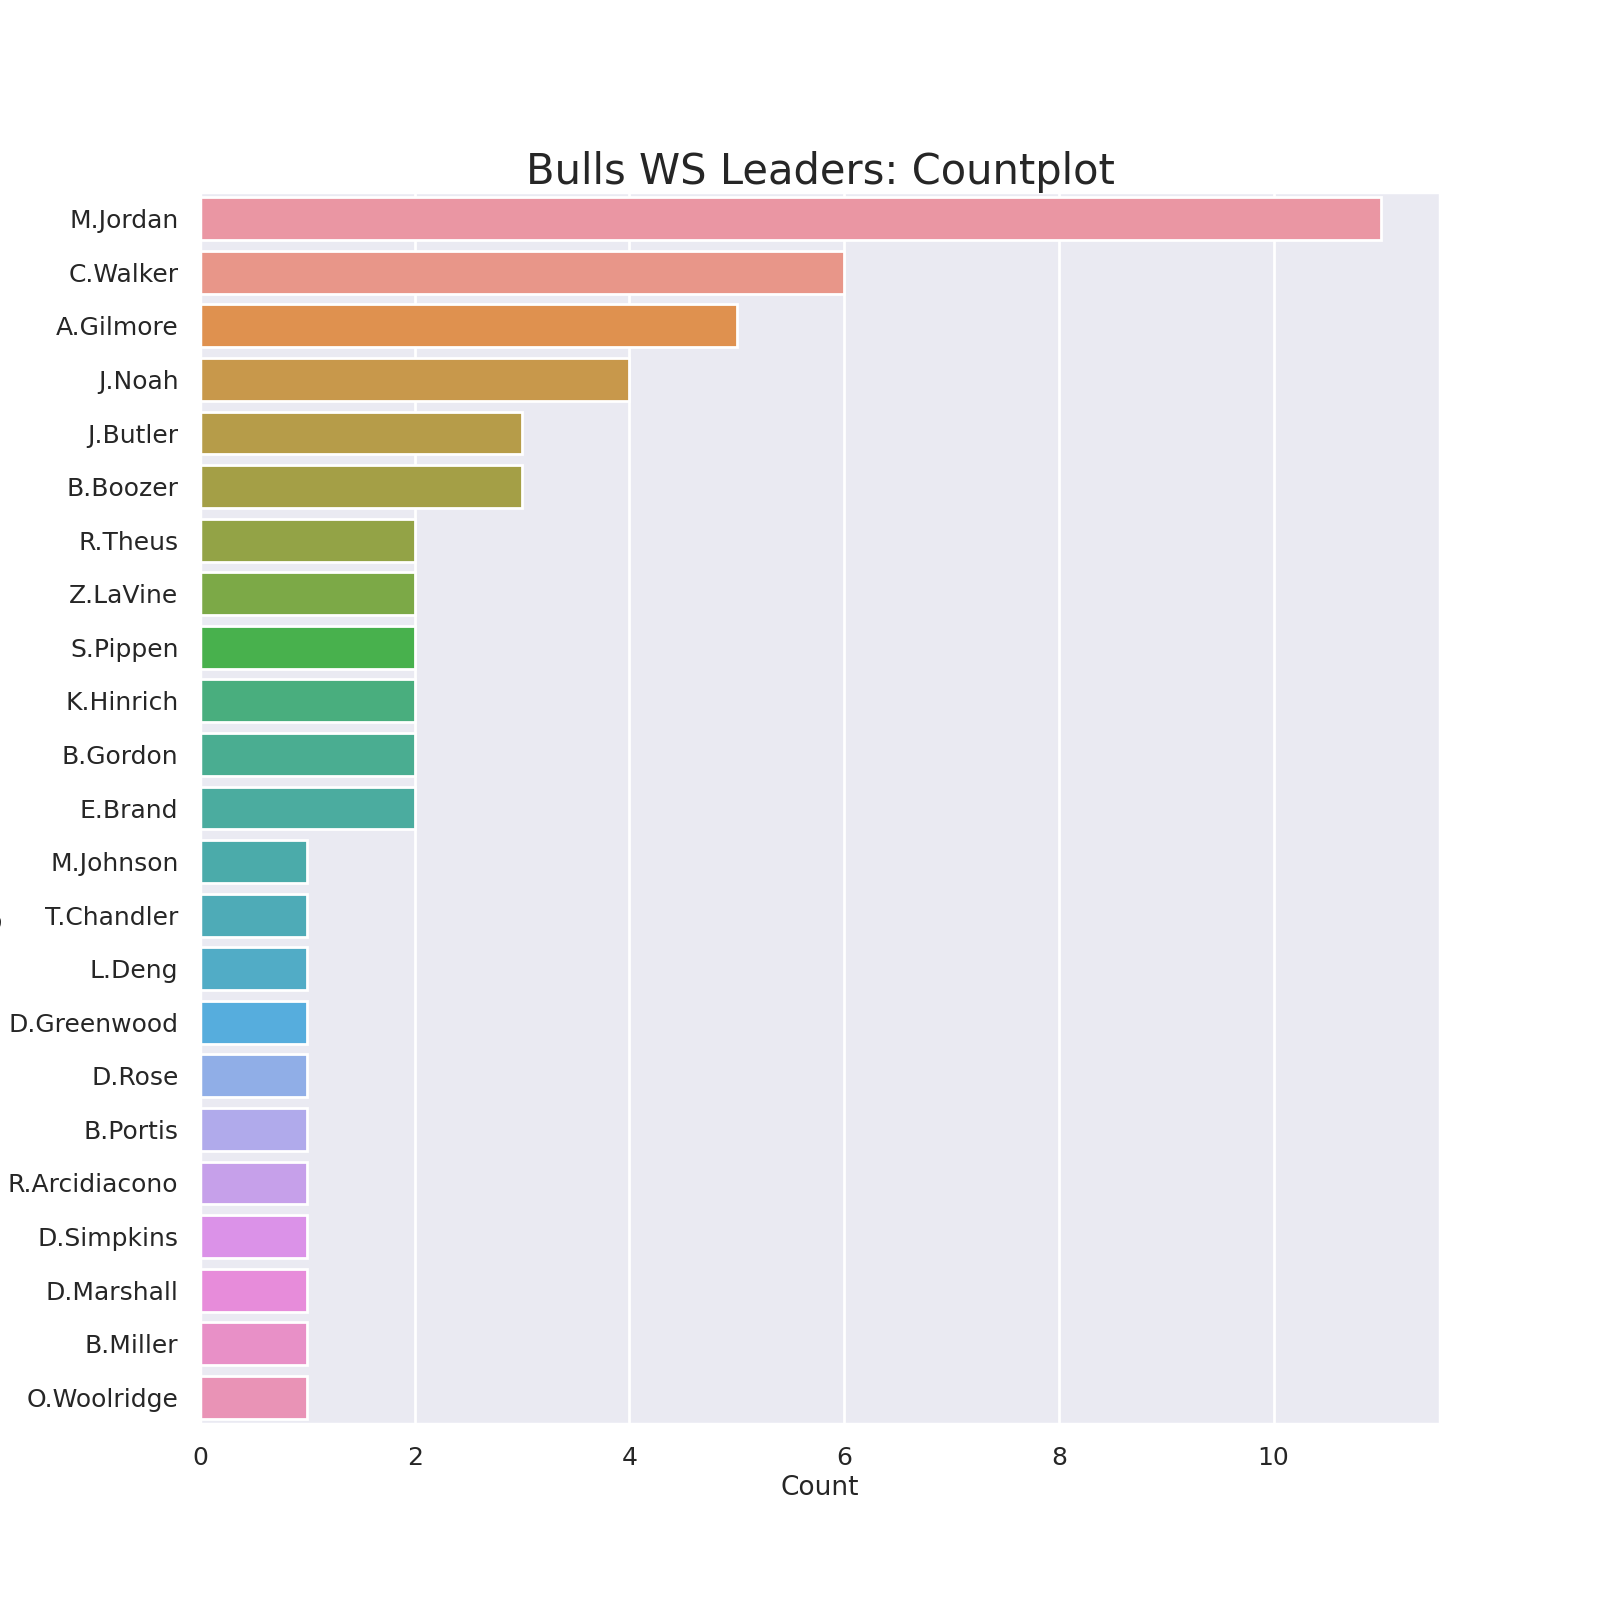 Bulls WS Leaders: Countplot
M.Jordan
C.Walker
A.Gilmore
J.Noah
J.Butler
B.Boozer
R.Theus
Z.LaVine
S.Pippen
K.Hinrich
B.Gordon
E.Brand
M.Johnson
T.Chandler
L.Deng
D.Greenwood
D.Rose
B.Portis
R.Arcidiacono
D.Simpkins
D.Marshall
B.Miller
O.Woolridge
0 2 4 6 8 10
Count